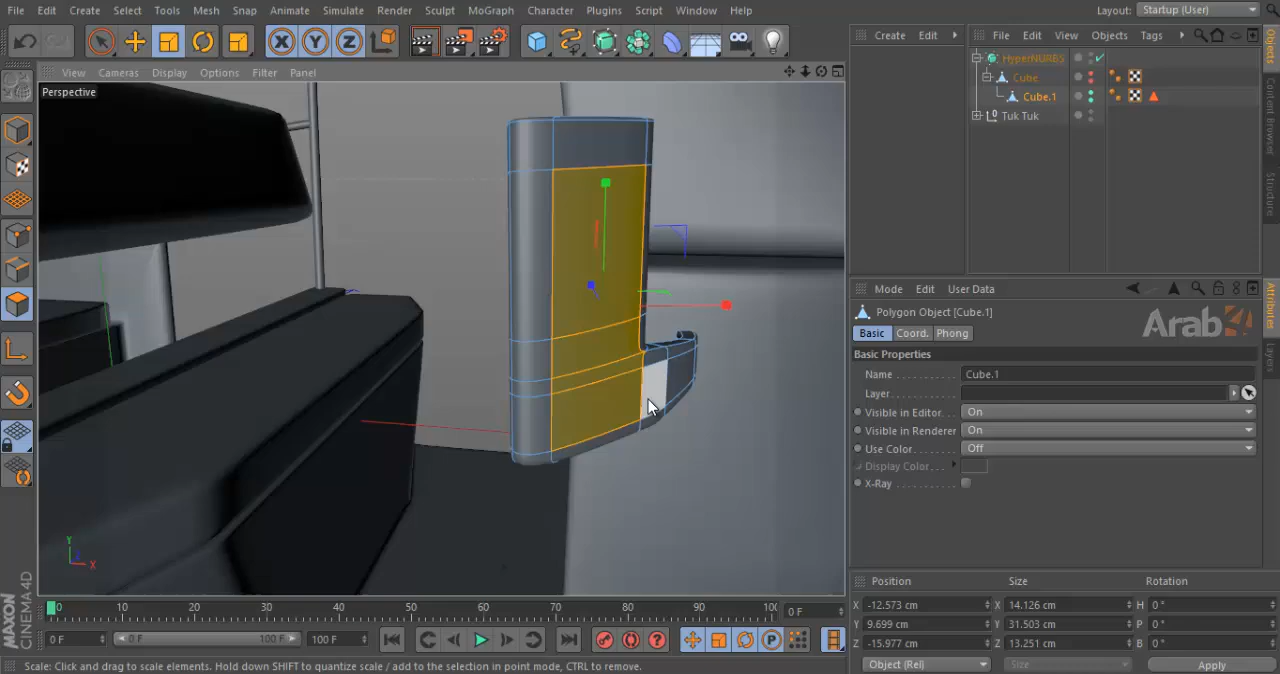 File Edit Create Select Tools Mesh Snap Animate Simulate Render Sculpt MoGraph Character Plugins Script Window Help
Layout: Startup (User)
View Cameras Display Options Filter Panel
Perspective
Create Edit
File Edit View Objects Tags
HyperNURBS
Cube
Cube.1
Tuk Tuk
Objects
Content Browser
Structure
Mode Edit User Data
Polygon Object [Cube.1]
Arab
Basic Coord. Phong
Basic Properties
Name Cube.1
Layer
Visible in Editor On
Visible in Renderer On
Use Color Off
Display Color
X-Ray
Attributes
Layers
Y
X
0 10 20 30 40 50 60 70 80 90 100
0 F
0 F 0 F 100 F 100 F
Position Size Rotation
X -12.573 cm X 14.126 cm H 0 °
Y 9.699 cm Y 31.503 cm P 0 °
Z -15.977 cm Z 13.251 cm B 0 °
Object (Rel) Size Apply
MAXON
CINEMA 4D
Scale: Click and drag to scale elements. Hold down SHIFT to quantize scale / add to the selection in point mode, CTRL to remove.